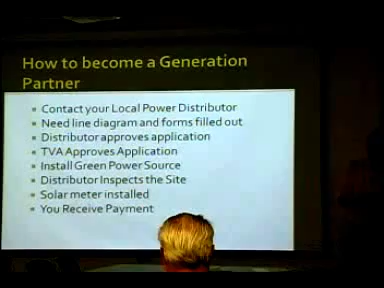 How to become a Generation
Partner
Contact your Local Power Distributor
Need line diagram and forms filled out
Distributor approves application
TVA Approves Application
Install Green Power Source
Distributor Inspects the Site
Solar meter installed
You Receive Payment